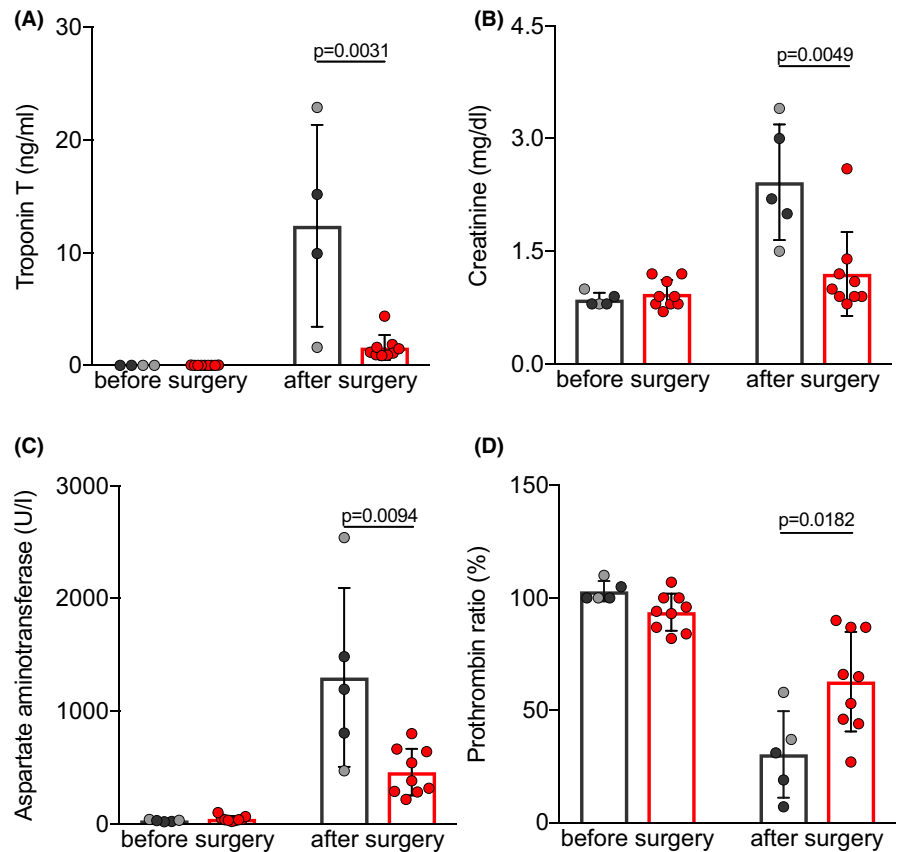 (A)
Troponin T (ng/ml)
30
20
10
0
p=0.0031
before surgery
after surgery
(B)
Creatinine (mg/dl)
4.5
3.0
1.5
0.0
p=0.0049
before surgery
after surgery
(C)
Aspartate aminotransferase (U/l)
3000
2000
1000
0
p=0.0094
before surgery
after surgery
(D)
Prothrombin ratio (%)
150
100
50
0
p=0.0182
before surgery
after surgery